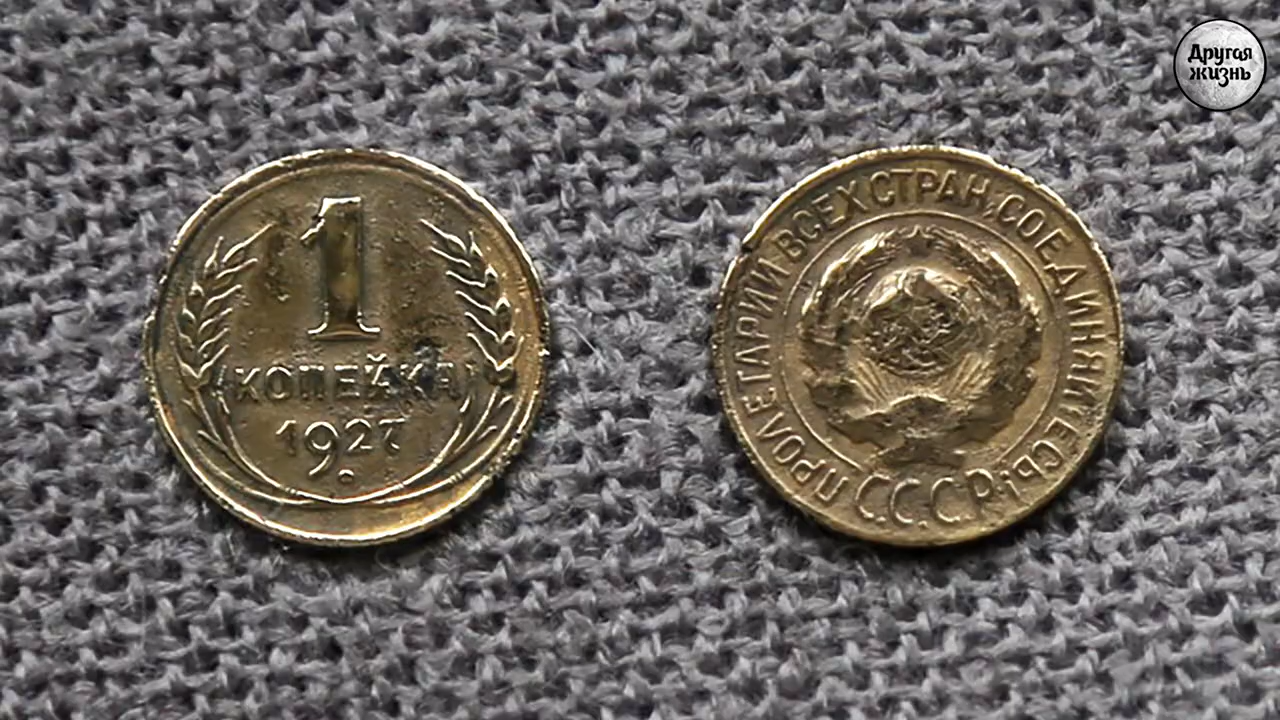 Другая
жизнь
1
КОПЕЙКА
1927
ПРОЛЕТАРИИ ВСЕХ СТРАН, СОЕДИНЯЙТЕСЬ!
С.С.С.Р.